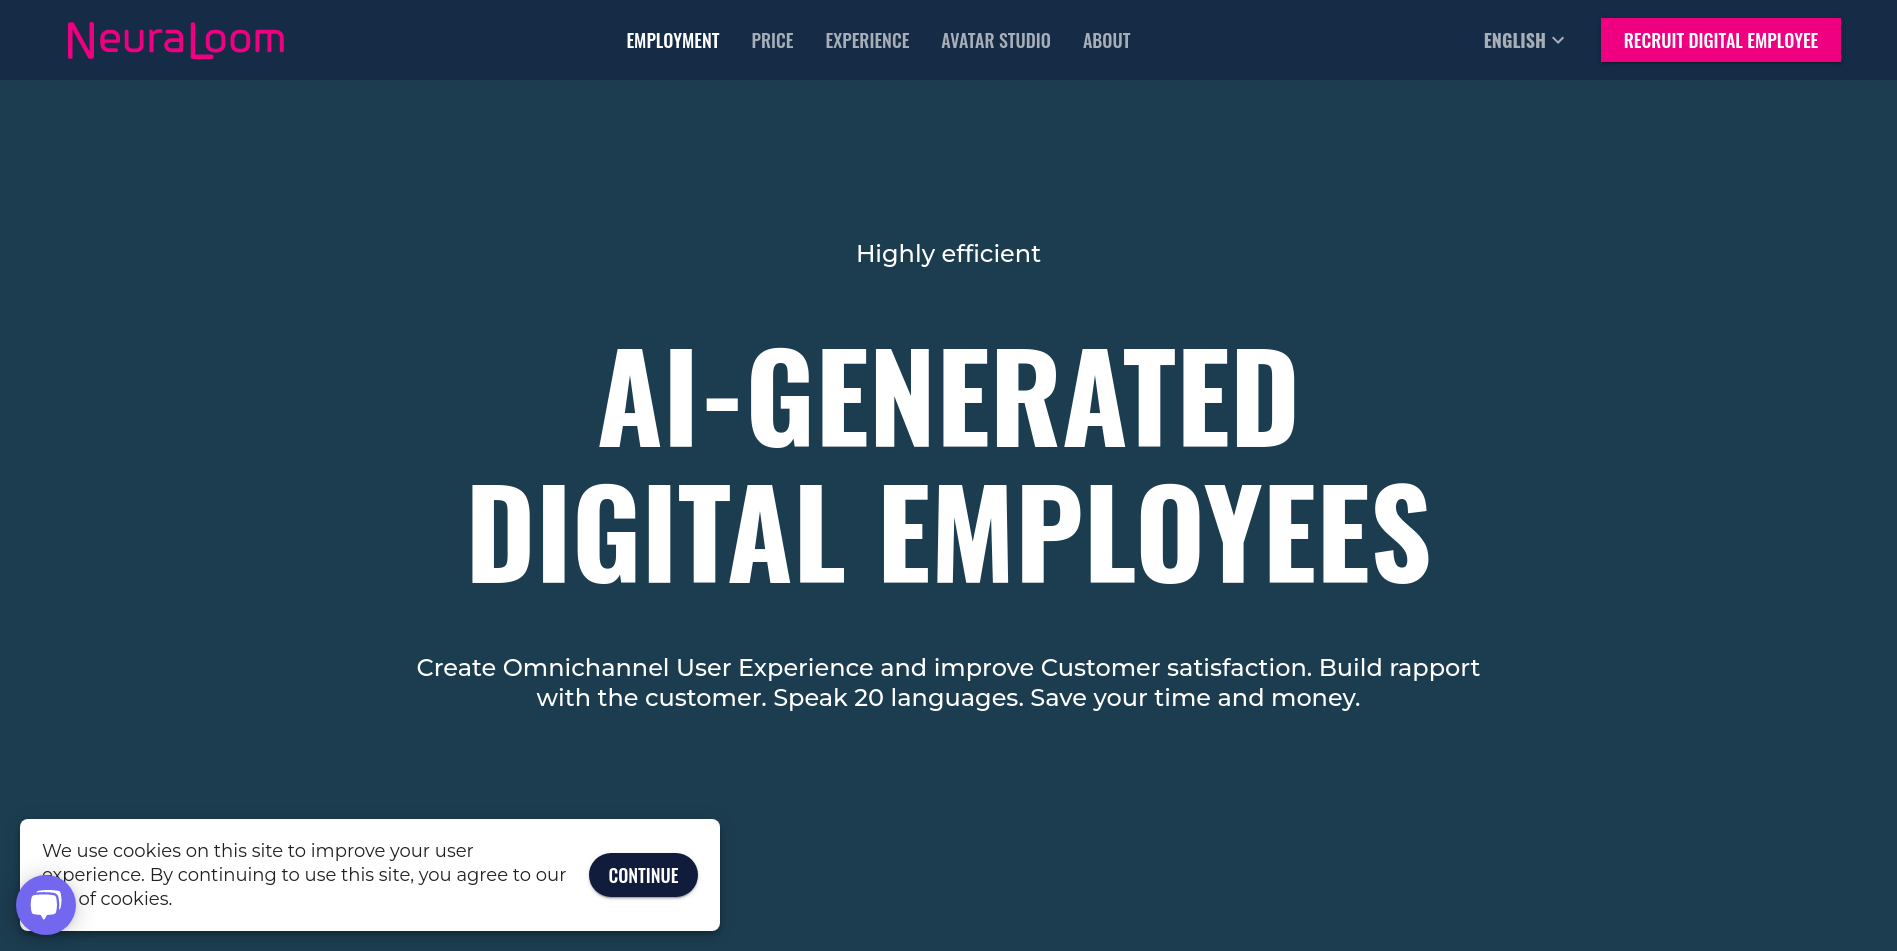 NeuraLoom
EMPLOYMENT
PRICE
EXPERIENCE
AVATAR STUDIO
ABOUT
ENGLISH
RECRUIT DIGITAL EMPLOYEE
Highly efficient
AI-GENERATED
DIGITAL EMPLOYEES
Create Omnichannel User Experience and improve Customer satisfaction. Build rapport
with the customer. Speak 20 languages. Save your time and money.
We use cookies on this site to improve your user
experience. By continuing to use this site, you agree to our
of cookies.
CONTINUE